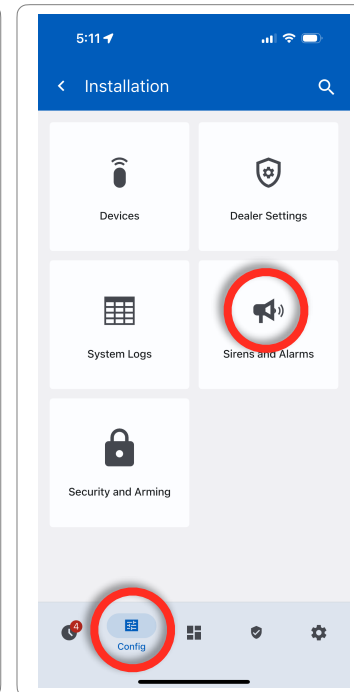 5:11
Installation
Devices
Dealer Settings
System Logs
Sirens and Alarms
Security and Arming
4
Config